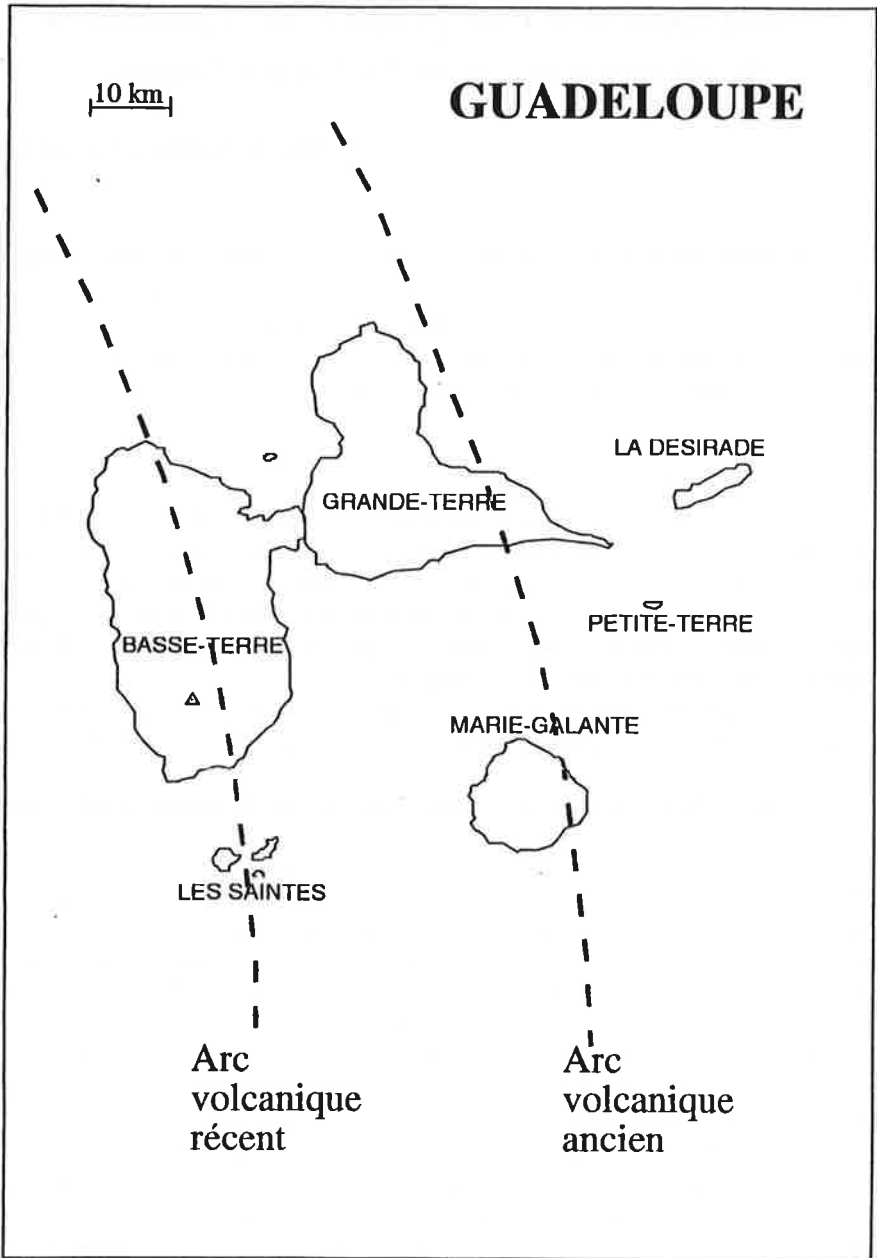 10 km
GUADELOUPE
LA DESIRADE
GRANDE-TERRE
PETITE-TERRE
BASSE-TERRE
MARIE-GALANTE
LES SAINTES
Arc
volcanique
récent
Arc
volcanique
ancien